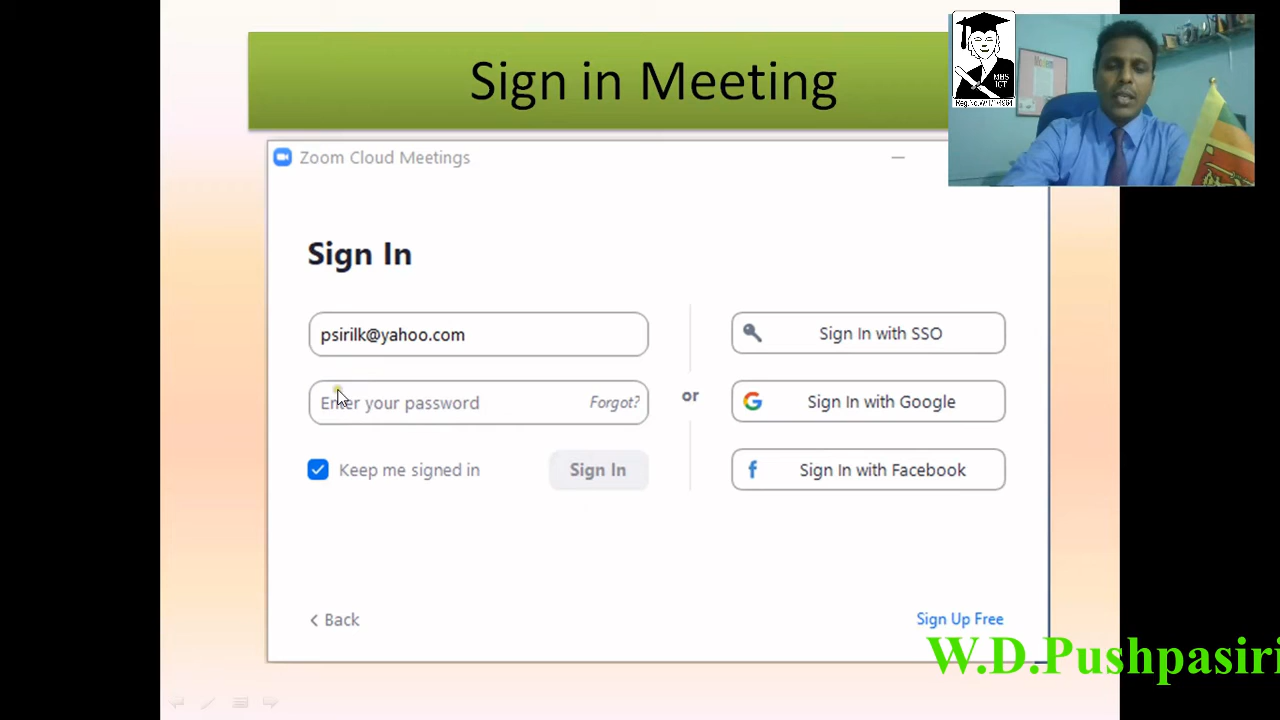 Sign in Meeting
MHS
ICT
Zoom Cloud Meetings
Sign In
psirilk@yahoo.com
Sign In with SSO
Enter your password
Forgot?
or
Sign In with Google
Keep me signed in
Sign In
Sign In with Facebook
Back
Sign Up Free
W.D.Pushpasiri